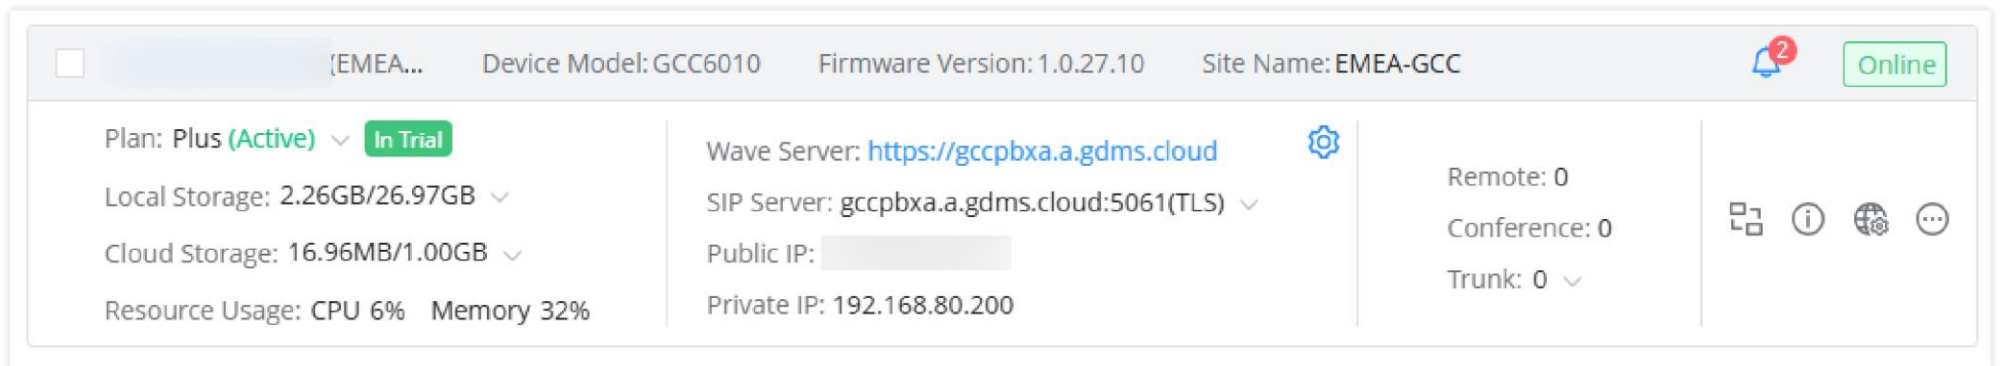 (EMEA... Device Model: GCC6010 Firmware Version: 1.0.27.10 Site Name: EMEA-GCC 2 Online
Plan: Plus (Active) In Trial
Local Storage: 2.26GB/26.97GB
Cloud Storage: 16.96MB/1.00GB
Resource Usage: CPU 6% Memory 32%
Wave Server: https://gccpbxa.a.gdms.cloud
SIP Server: gccpbxa.a.gdms.cloud:5061(TLS)
Public IP:
Private IP: 192.168.80.200
Remote: 0
Conference: 0
Trunk: 0